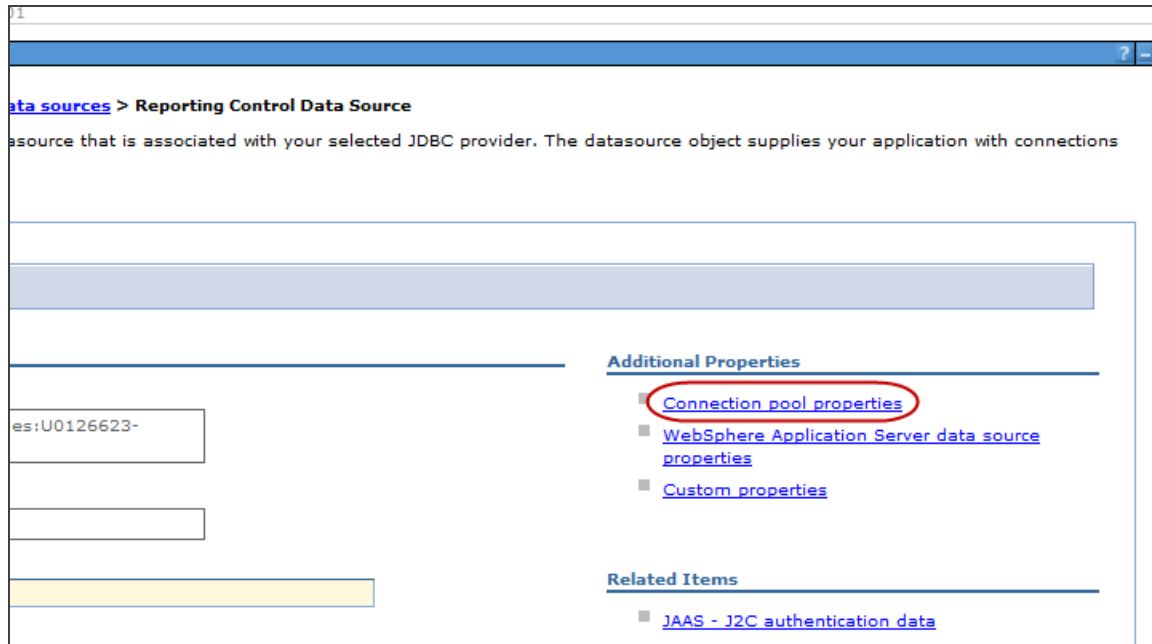 01
? –
ata sources > Reporting Control Data Source
asource that is associated with your selected JDBC provider. The datasource object supplies your application with connections
Additional Properties
Connection pool properties
es:U0126623-
WebSphere Application Server data source
properties
Custom properties
Related Items
JAAS - J2C authentication data